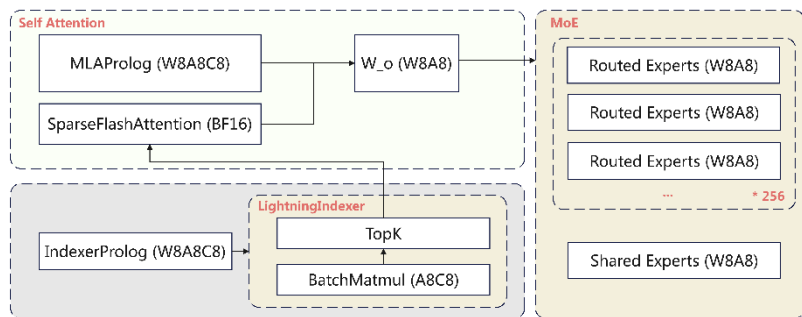 Self Attention
MLAProlog (W8A8C8)
W_o (W8A8)
SparseFlashAttention (BF16)
LightningIndexer
TopK
IndexerProlog (W8A8C8)
BatchMatmul (A8C8)
MoE
Routed Experts (W8A8)
Routed Experts (W8A8)
Routed Experts (W8A8)
... * 256
Shared Experts (W8A8)